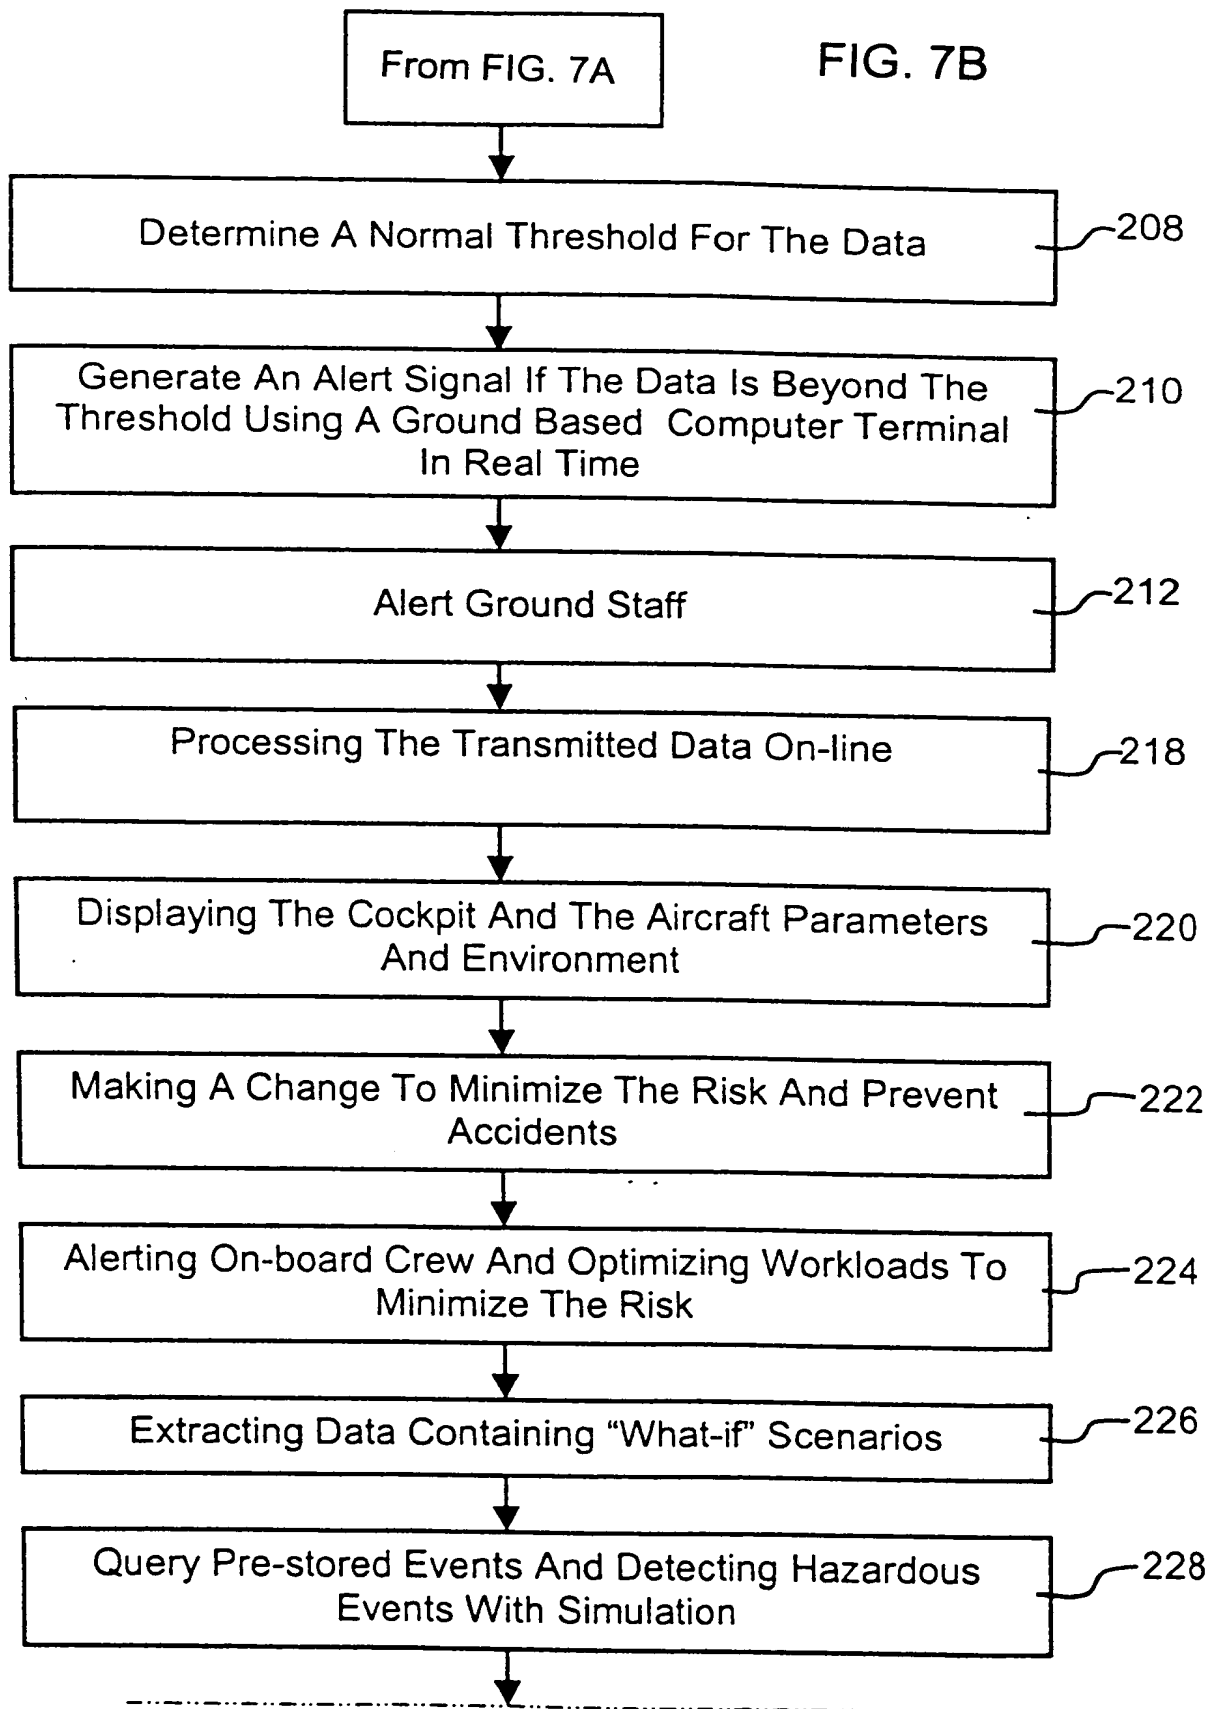 From FIG. 7A
FIG. 7B
Determine A Normal Threshold For The Data
208
Generate An Alert Signal If The Data Is Beyond The
Threshold Using A Ground Based Computer Terminal
In Real Time
210
Alert Ground Staff
212
Processing The Transmitted Data On-line
218
Displaying The Cockpit And The Aircraft Parameters
And Environment
220
Making A Change To Minimize The Risk And Prevent
Accidents
222
Alerting On-board Crew And Optimizing Workloads To
Minimize The Risk
224
Extracting Data Containing “What-if” Scenarios
226
Query Pre-stored Events And Detecting Hazardous
Events With Simulation
228